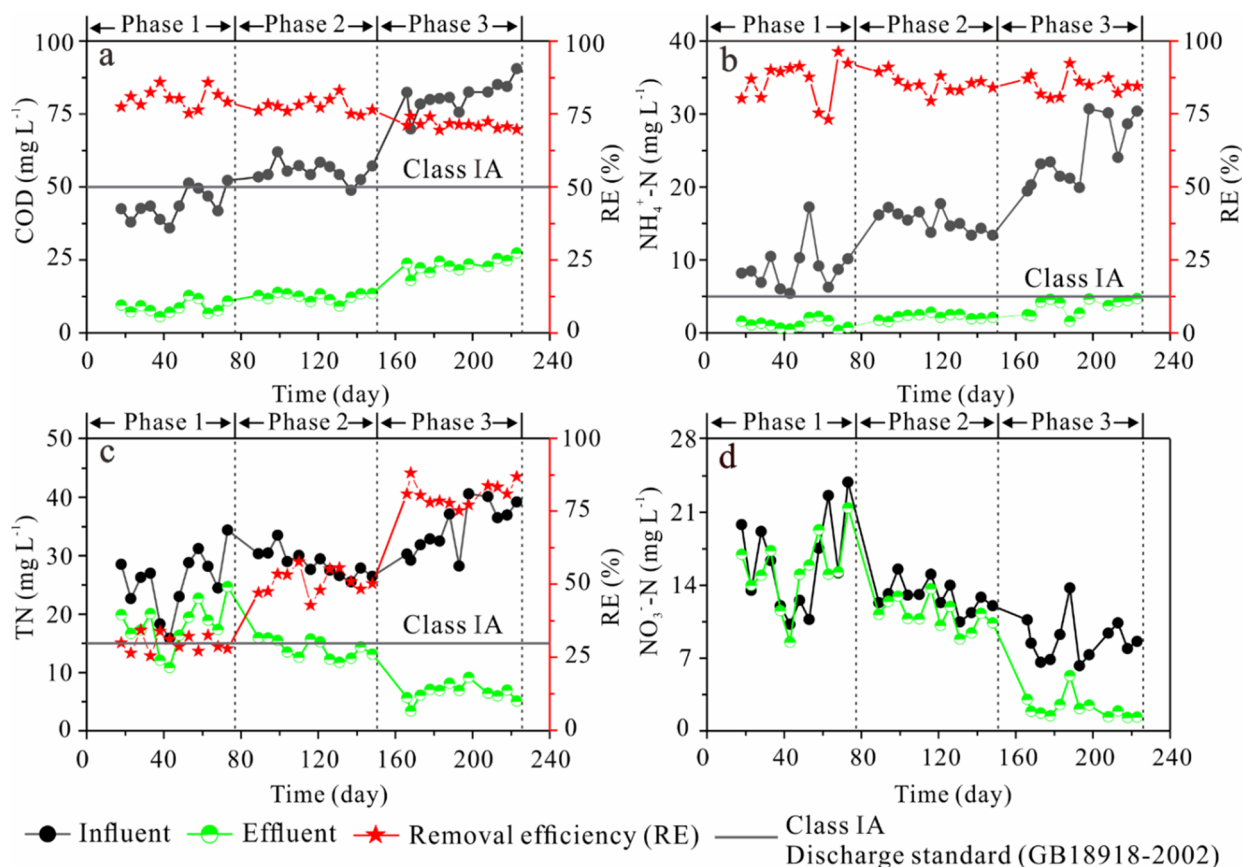 Phase 1 Phase 2 Phase 3
a
COD (mg L⁻¹)
100
75
50
25
0
RE (%)
100
75
50
25
0
Class IA
0 40 80 120 160 200 240
Time (day)
Phase 1 Phase 2 Phase 3
b
NH₄⁺-N (mg L⁻¹)
40
30
20
10
0
RE (%)
100
75
50
25
0
Class IA
0 40 80 120 160 200 240
Time (day)
Phase 1 Phase 2 Phase 3
c
TN (mg L⁻¹)
50
40
30
20
10
0
RE (%)
100
75
50
25
0
Class IA
0 40 80 120 160 200 240
Time (day)
Phase 1 Phase 2 Phase 3
d
NO₃⁻-N (mg L⁻¹)
28
21
14
7
0
0 40 80 120 160 200 240
Time (day)
Influent Effluent Removal efficiency (RE) Class IA
Discharge standard (GB18918-2002)